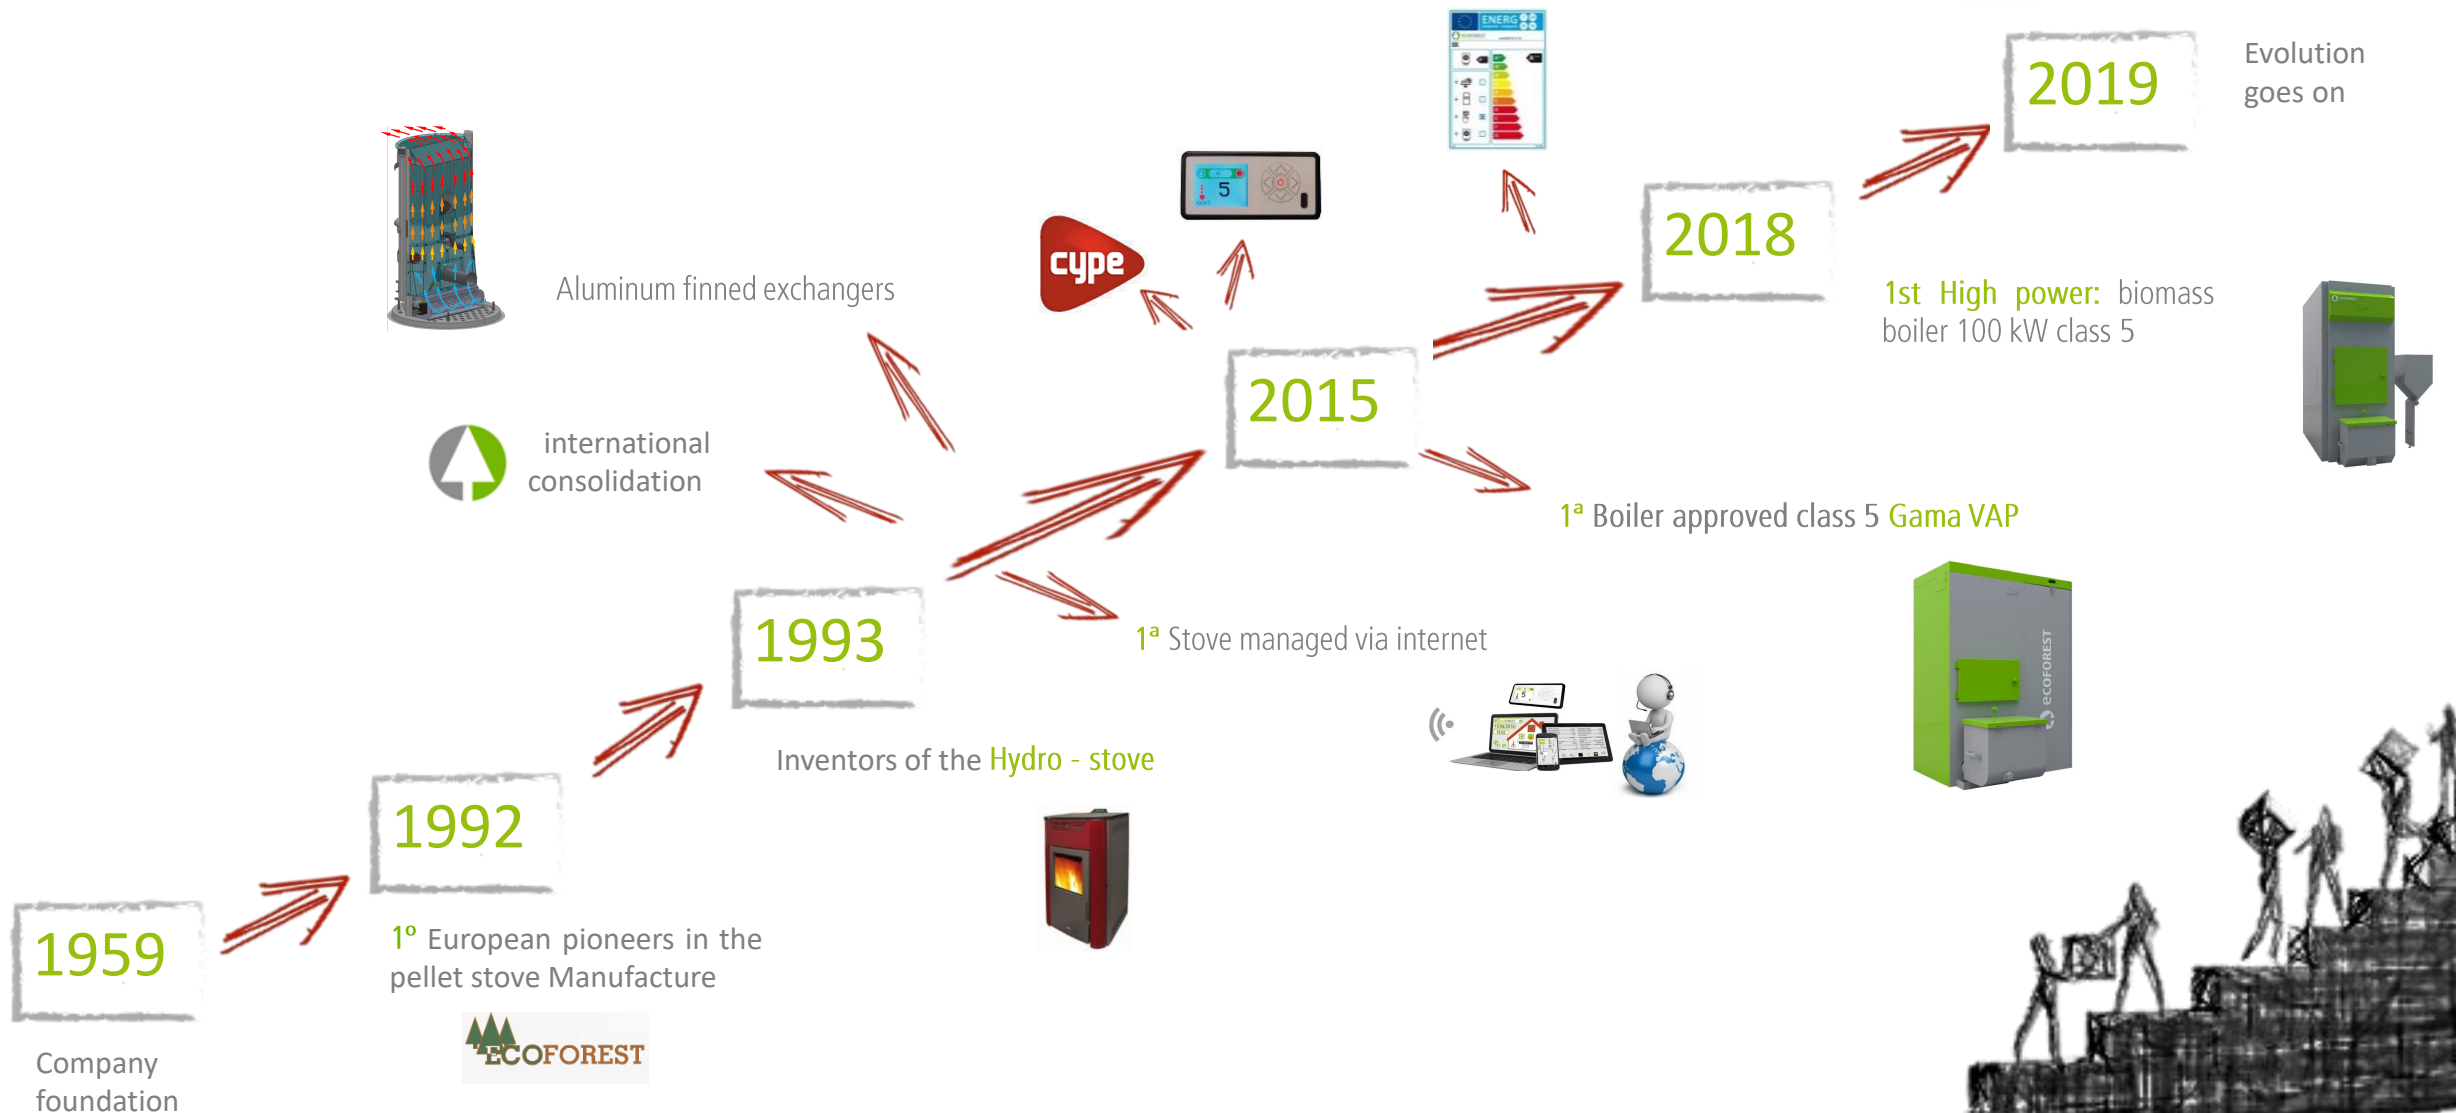 1959
Company
foundation
1992
1º European pioneers in the
pellet stove Manufacture
ECOFOREST
1993
Inventors of the Hydro - stove
international
consolidation
Aluminum finned exchangers
1ª Stove managed via internet
2015
cype
5
ENERG
1ª Boiler approved class 5 Gama VAP
ecoFOREST
2018
1st High power: biomass
boiler 100 kW class 5
2019
Evolution
goes on